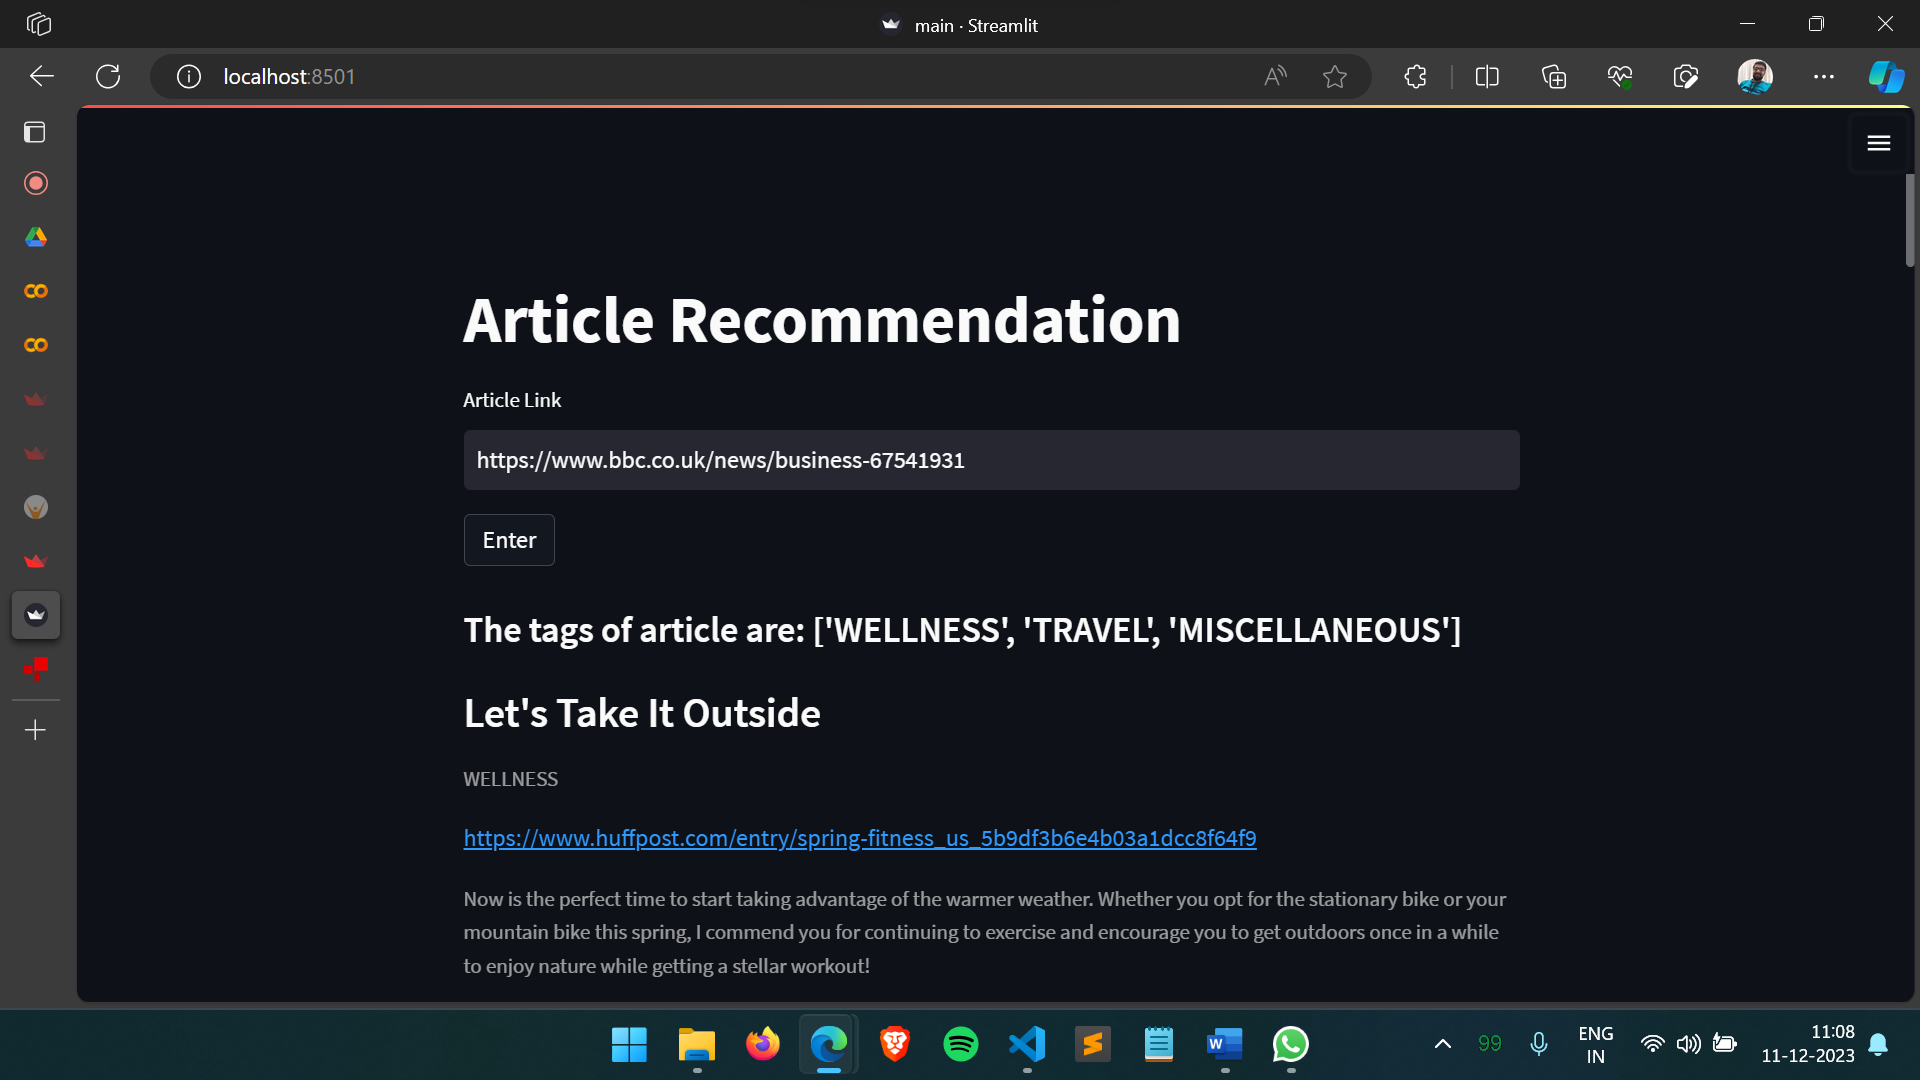 main · Streamlit
localhost:8501
Article Recommendation
Article Link
https://www.bbc.co.uk/news/business-67541931
Enter
The tags of article are: ['WELLNESS', 'TRAVEL', 'MISCELLANEOUS']
Let's Take It Outside
WELLNESS
https://www.huffpost.com/entry/spring-fitness_us_5b9df3b6e4b03a1dcc8f64f9
Now is the perfect time to start taking advantage of the warmer weather. Whether you opt for the stationary bike or your
mountain bike this spring, I commend you for continuing to exercise and encourage you to get outdoors once in a while
to enjoy nature while getting a stellar workout!
99
ENG
IN
11:08
11-12-2023